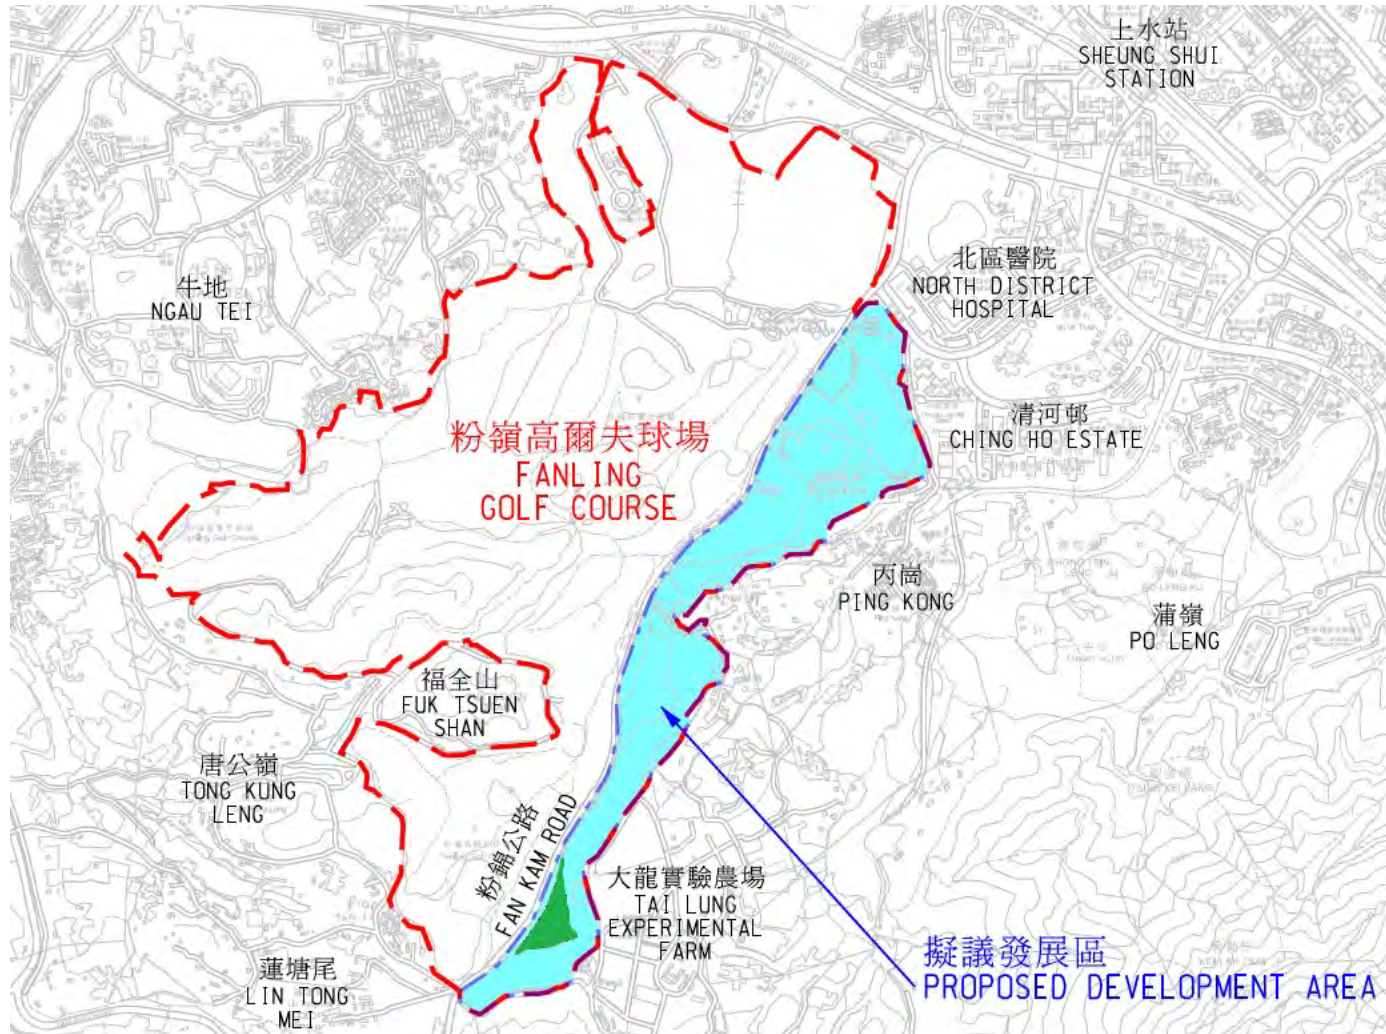 上水站
SHEUNG SHUI
STATION
北區醫院
NORTH DISTRICT
HOSPITAL
牛地
NGAU TEI
清河邨
CHING HO ESTATE
粉嶺高爾夫球場
FANLING
GOLF COURSE
丙崗
PING KONG
蒲嶺
PO LENG
福全山
FUK TSUEN
SHAN
唐公嶺
TONG KUNG
LENG
粉錦公路
FAN KAM ROAD
大龍實驗農場
TAI LUNG
EXPERIMENTAL
FARM
擬議發展區
PROPOSED DEVELOPMENT AREA
蓮塘尾
LIN TONG
MEI